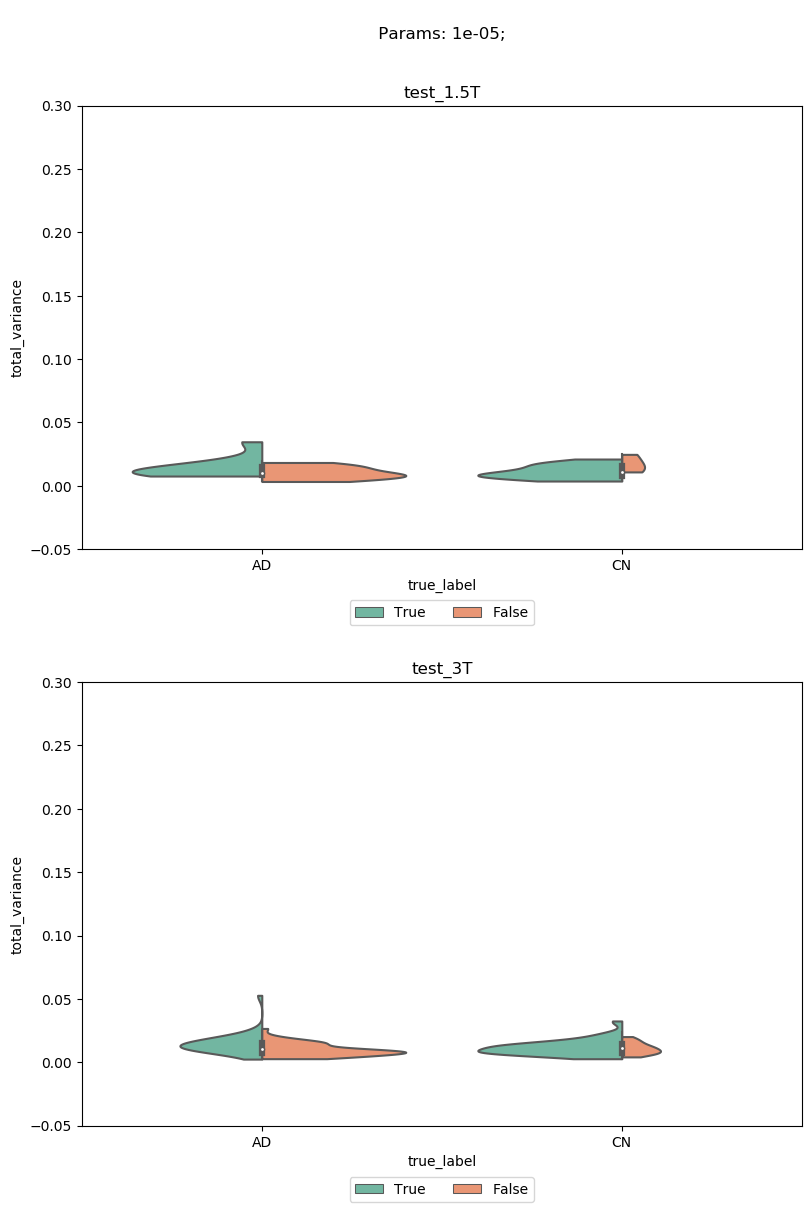 Params: 1e-05;
test_1.5T
0.30
0.25
0.20
0.15
0.10
0.05
0.00
−0.05
total_variance
AD CN
true_label
True False
test_3T
0.30
0.25
0.20
0.15
0.10
0.05
0.00
−0.05
total_variance
AD CN
true_label
True False